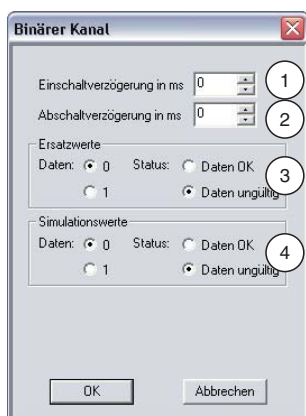 Binärer Kanal
Einschaltverzögerung in ms 0 1
Abschaltverzögerung in ms 0 2
Ersatzwerte
Daten: 0 Status: Daten OK
1 Daten ungültig 3
Simulationswerte
Daten: 0 Status: Daten OK
1 Daten ungültig 4
OK Abbrechen